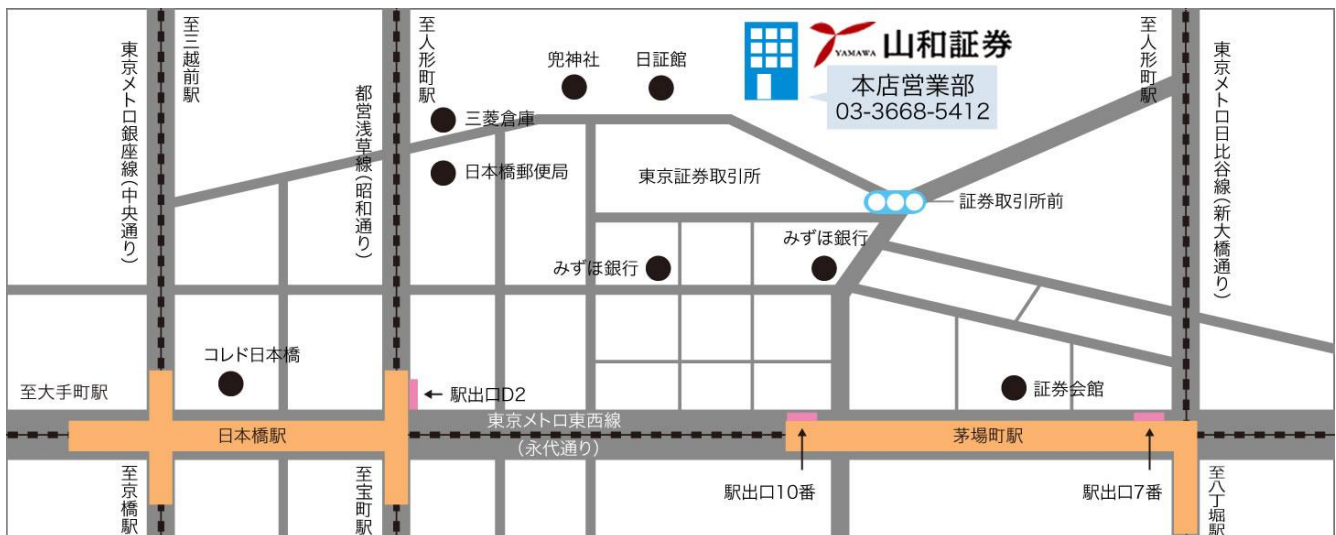 至三越前駅
東京メトロ銀座線(中央通り)
至人形町駅
都営浅草線(昭和通り)
兜神社
日証館
三菱倉庫
日本橋郵便局
YAMAWA 山和証券
本店営業部
03-3668-5412
至人形町駅
東京メトロ日比谷線(新大橋通り)
東京証券取引所
証券取引所前
みずほ銀行
みずほ銀行
コレド日本橋
至大手町駅
駅出口D2
証券会館
東京メトロ東西線
(永代通り)
日本橋駅
茅場町駅
駅出口10番
駅出口7番
至京橋駅
至宝町駅
至八丁堀駅